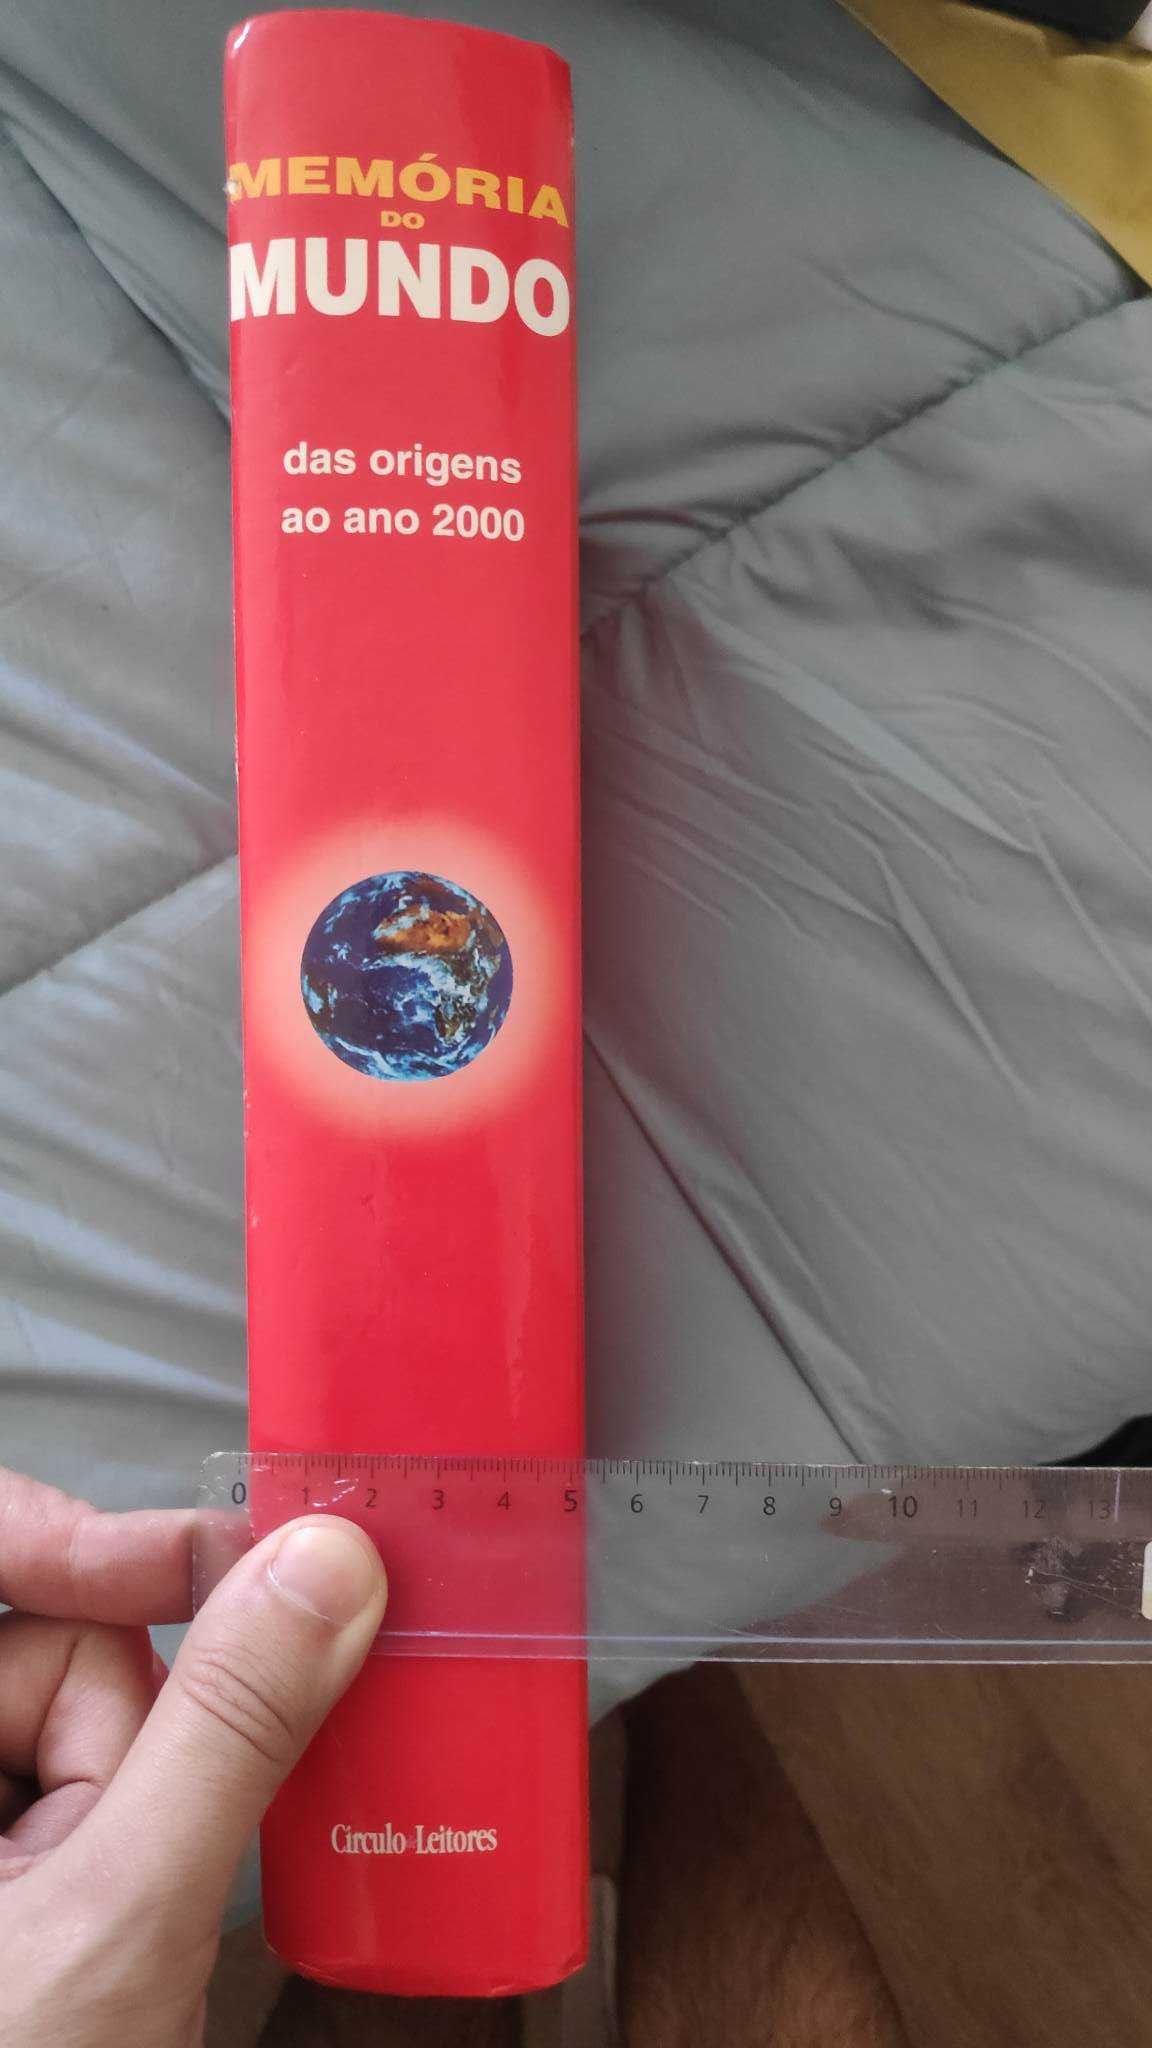 MEMÓRIA
DO
MUNDO
das origens
ao ano 2000
0 1 2 3 4 5 6 7 8 9 10 11 12 13
Círculo Leitores